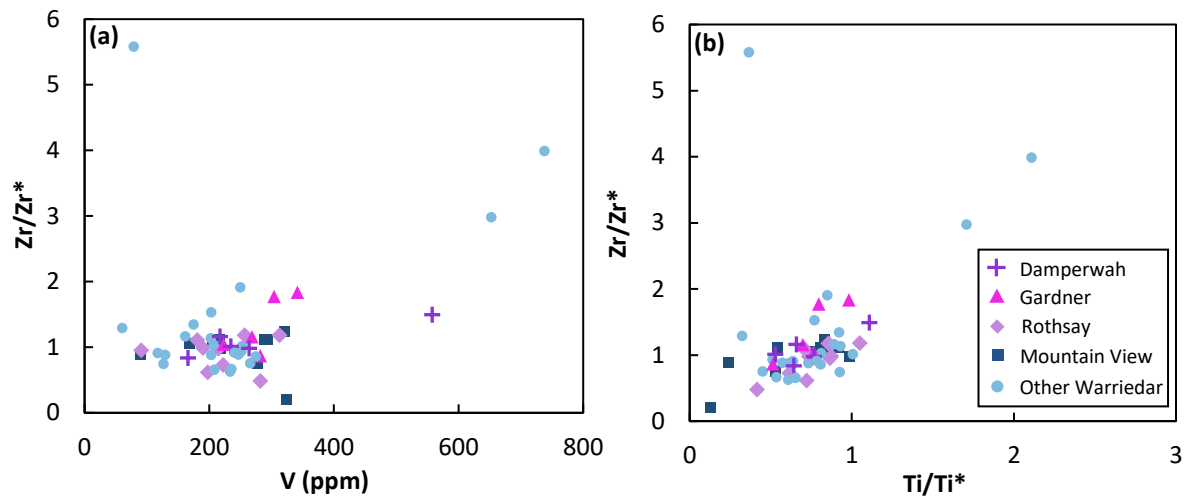 (a)
6
5
4
3
2
1
0
Zr/Zr*
0 200 400 600 800
V (ppm)
(b)
6
5
4
3
2
1
0
Zr/Zr*
0 1 2 3
Ti/Ti*
Damperwah
Gardner
Rothsay
Mountain View
Other Warriedar